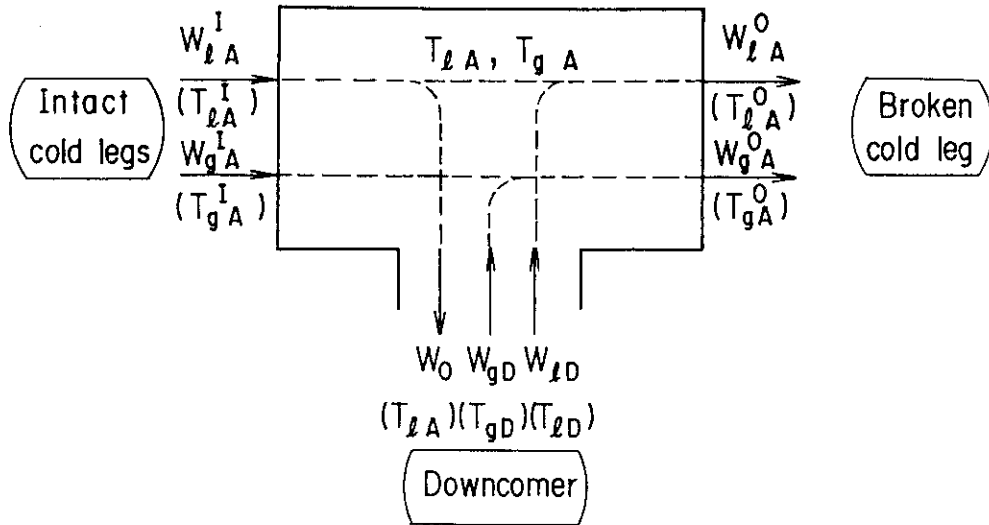 W_ℓA^I
T_ℓA, T_gA
W_ℓA^O
(T_ℓA^I)
(T_ℓA^O)
Intact
cold legs
Broken
cold leg
W_gA^I
W_gA^O
(T_gA^I)
(T_gA^O)
W_O W_gD W_ℓD
(T_ℓA)(T_gD)(T_ℓD)
Downcomer